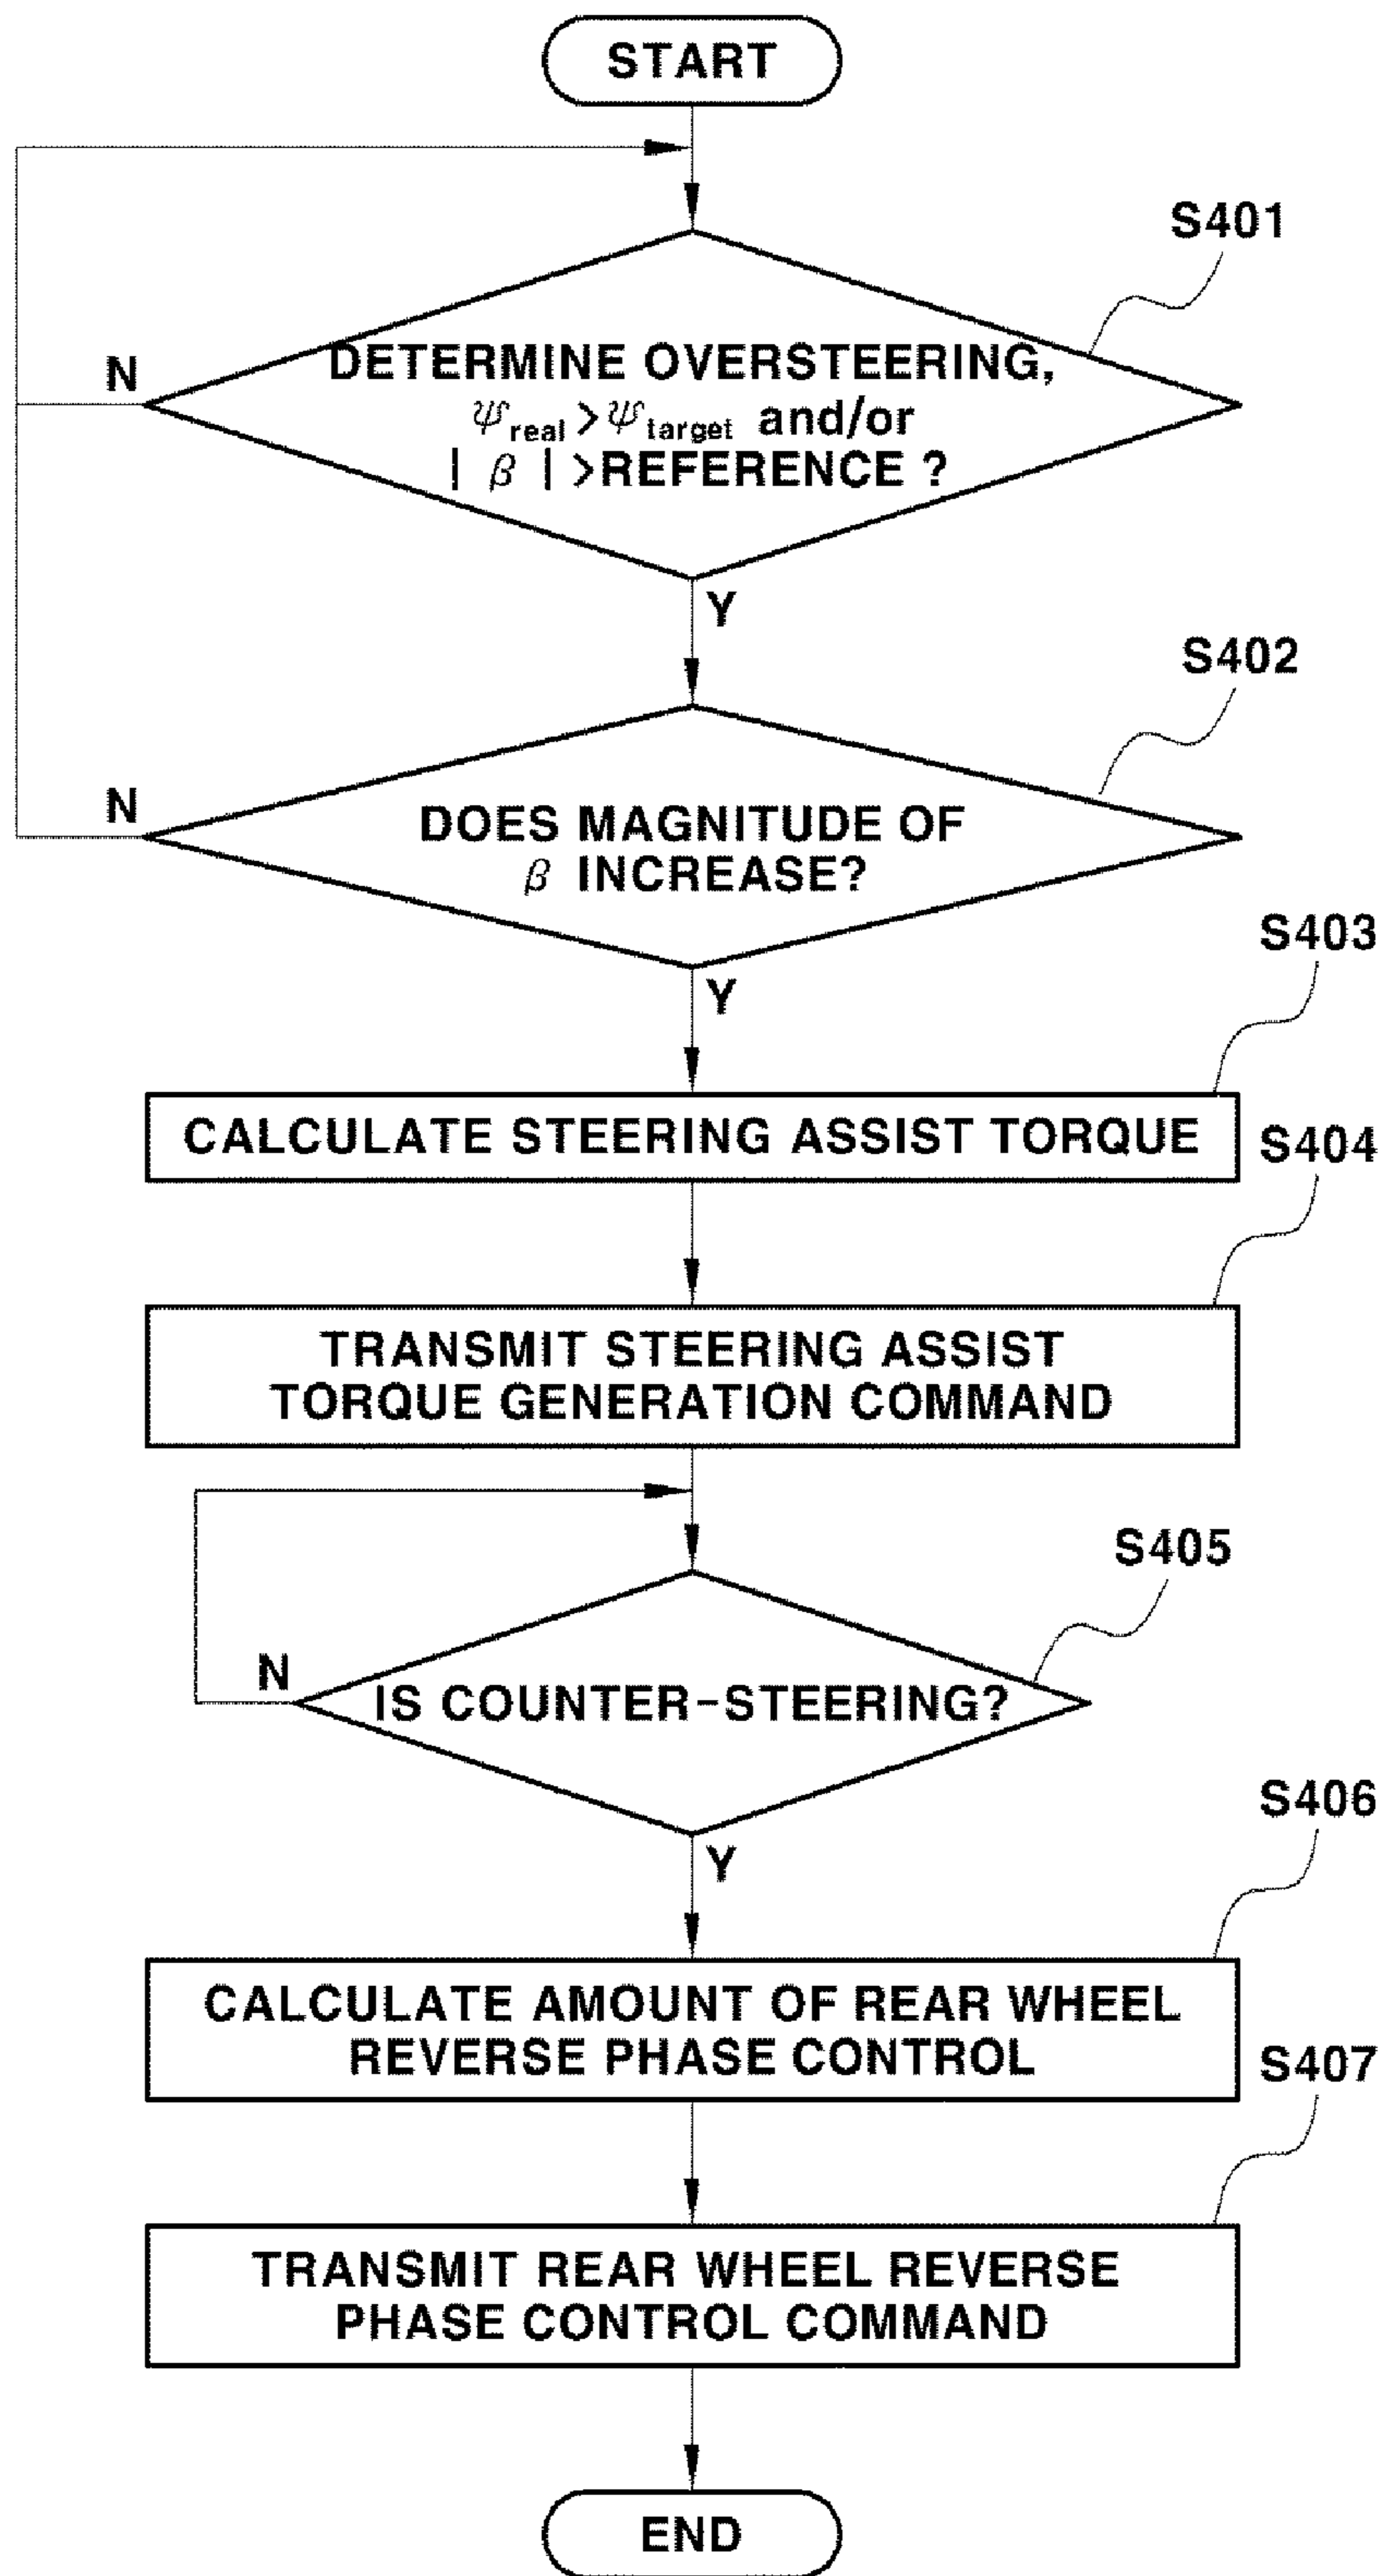 START
S401
DETERMINE OVERSTEERING,
ψreal>ψtarget and/or
| β | >REFERENCE ?
N
Y
S402
N
DOES MAGNITUDE OF
β INCREASE?
Y
S403
CALCULATE STEERING ASSIST TORQUE
S404
TRANSMIT STEERING ASSIST
TORQUE GENERATION COMMAND
S405
N
IS COUNTER-STEERING?
Y
S406
CALCULATE AMOUNT OF REAR WHEEL
REVERSE PHASE CONTROL
S407
TRANSMIT REAR WHEEL REVERSE
PHASE CONTROL COMMAND
END